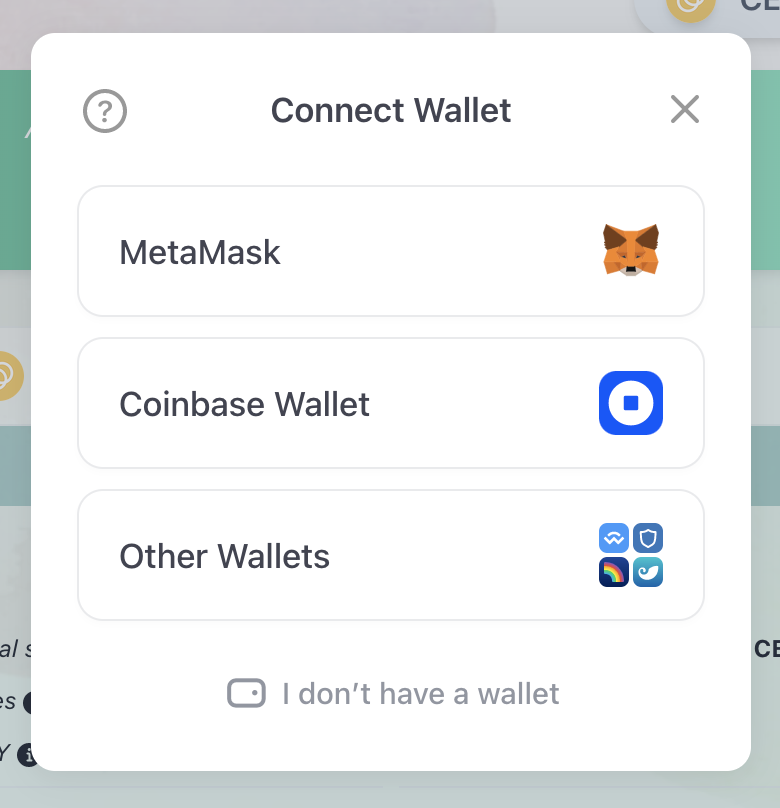 CE
Connect Wallet
MetaMask
Coinbase Wallet
Other Wallets
al s
CE
es
Y
I don’t have a wallet